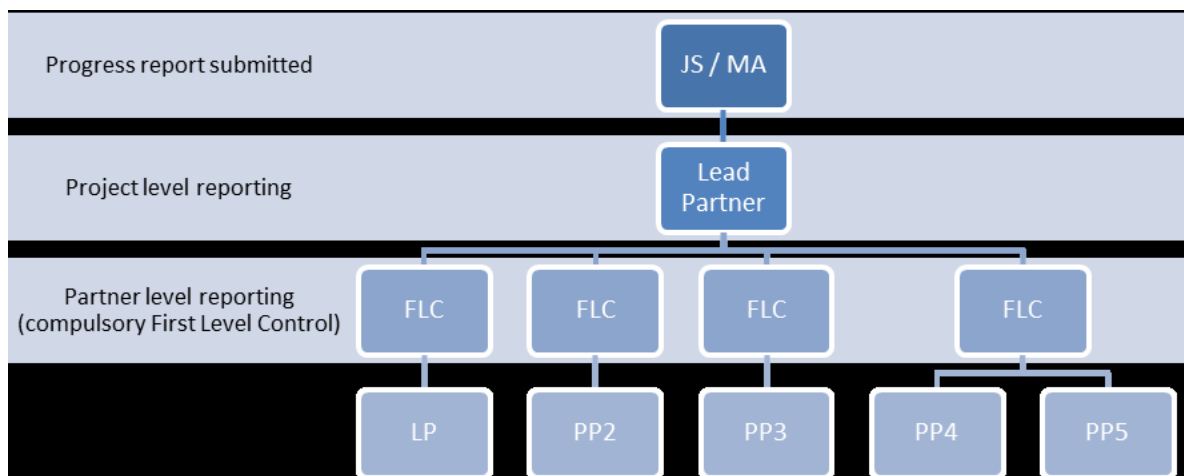 Progress report submitted
JS / MA
Project level reporting
Lead
Partner
Partner level reporting
(compulsory First Level Control)
FLC
FLC
FLC
FLC
LP
PP2
PP3
PP4
PP5